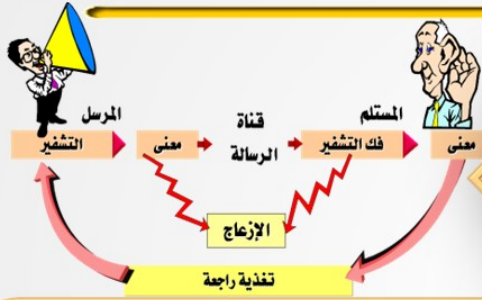 المرسل
المستلم
التشفير
معنى
قناة
الرسالة
فك التشفير
معنى
الإزعاج
تغذية راجعة